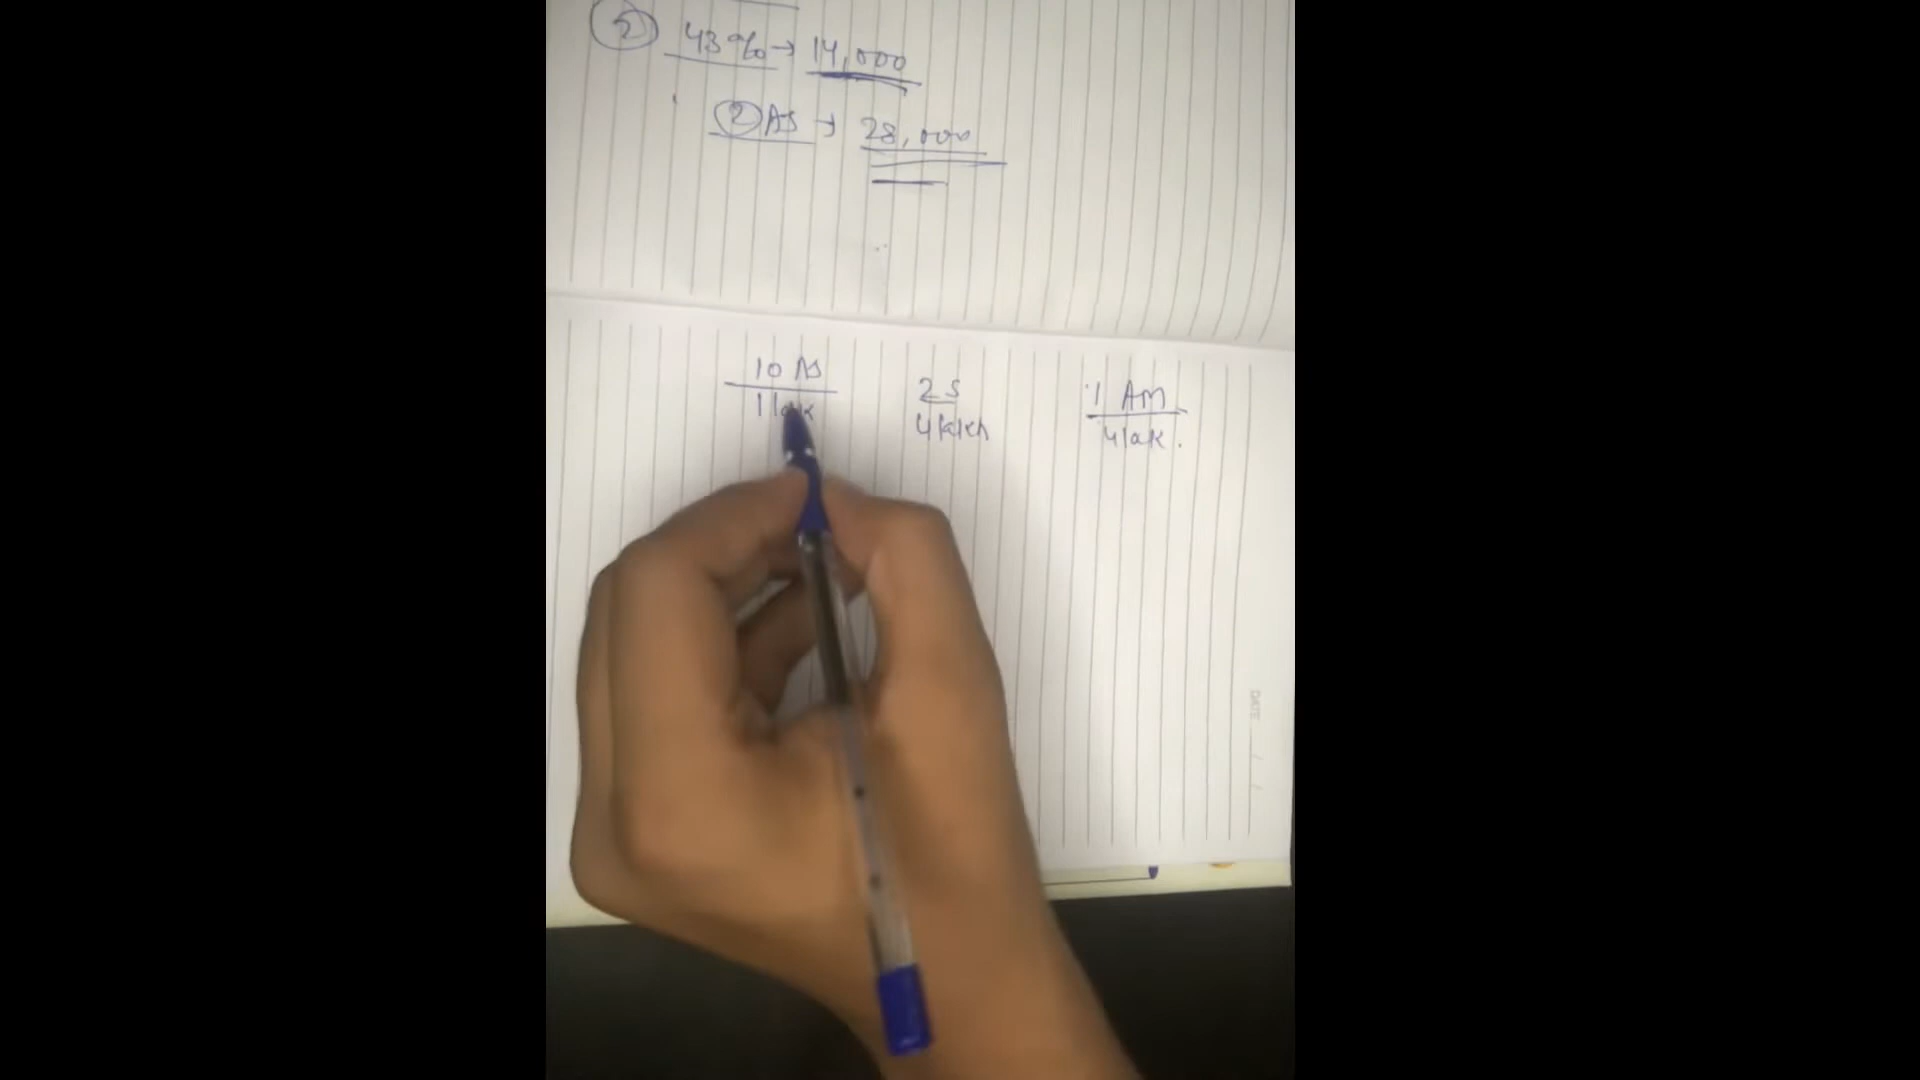 2 43% → 14,000
2 AS → 28,000
10 AS 2 S 1 AM
1 lak 4 lakh 4 lak.
DATE / /